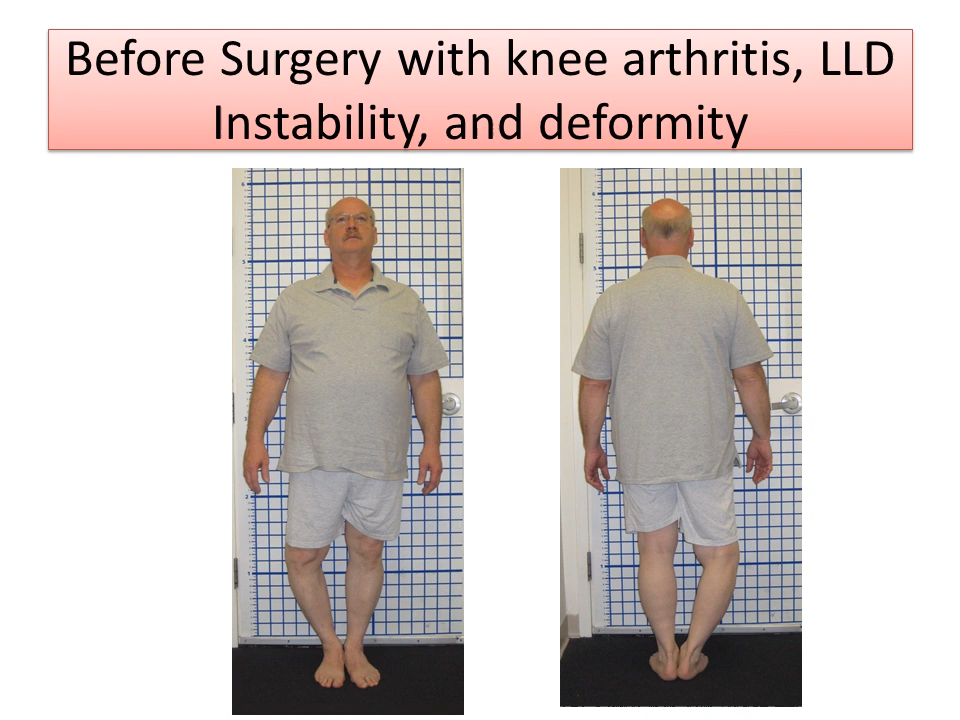 Before Surgery with knee arthritis, LLD
Instability, and deformity